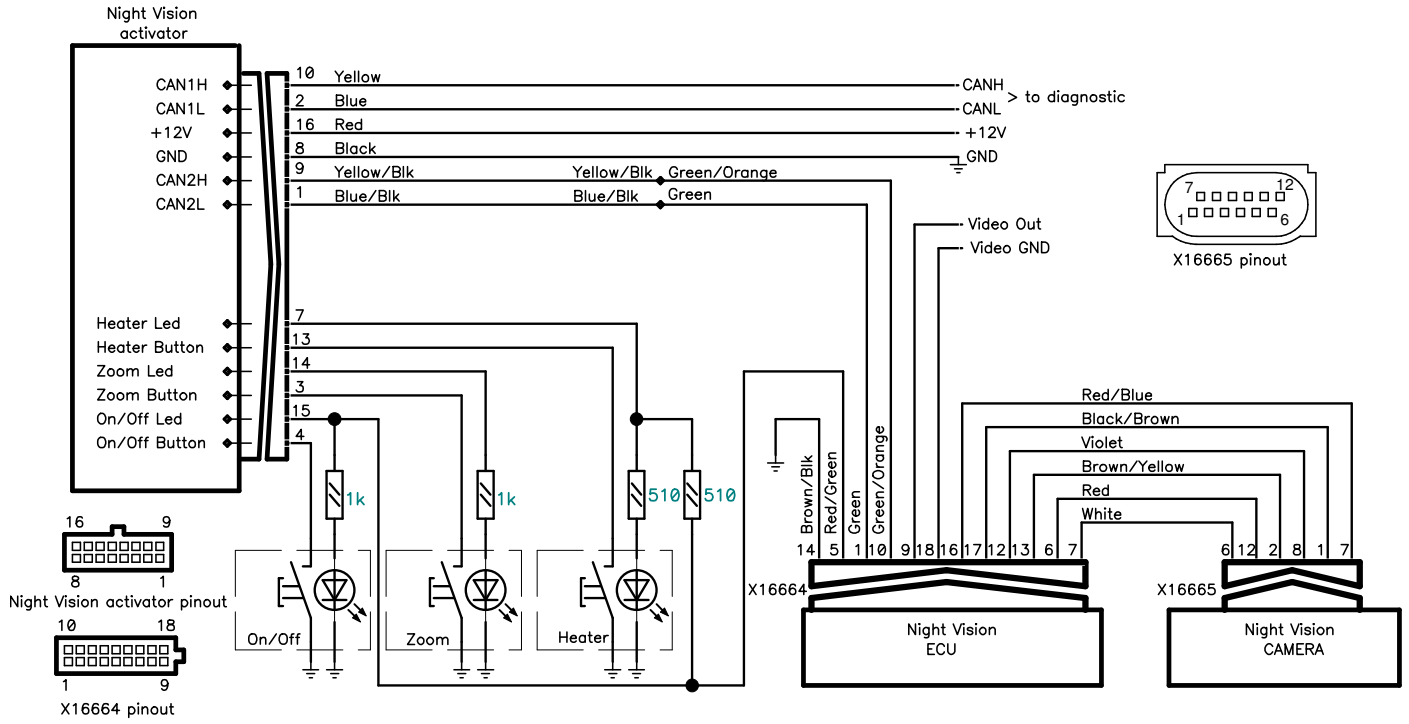 Night Vision
activator
CAN1H
10
Yellow
CANH
CAN1L
2
Blue
CANL
> to diagnostic
+12V
16
Red
+12V
GND
8
Black
GND
CAN2H
9
Yellow/Blk
Yellow/Blk
Green/Orange
CAN2L
1
Blue/Blk
Blue/Blk
Green
Video Out
Video GND
7
12
1
6
X16665 pinout
Heater Led
7
Heater Button
13
Zoom Led
14
Zoom Button
3
On/Off Led
15
On/Off Button
4
1k
1k
510
510
Brown/Blk
Red/Green
Green
Green/Orange
Red/Blue
Black/Brown
Violet
Brown/Yellow
Red
White
14
5
1
10
9
18
16
17
12
13
6
7
6
12
2
8
1
7
16
9
8
1
Night Vision activator pinout
10
18
1
9
X16664 pinout
On/Off
Zoom
Heater
X16664
X16665
Night Vision
ECU
Night Vision
CAMERA